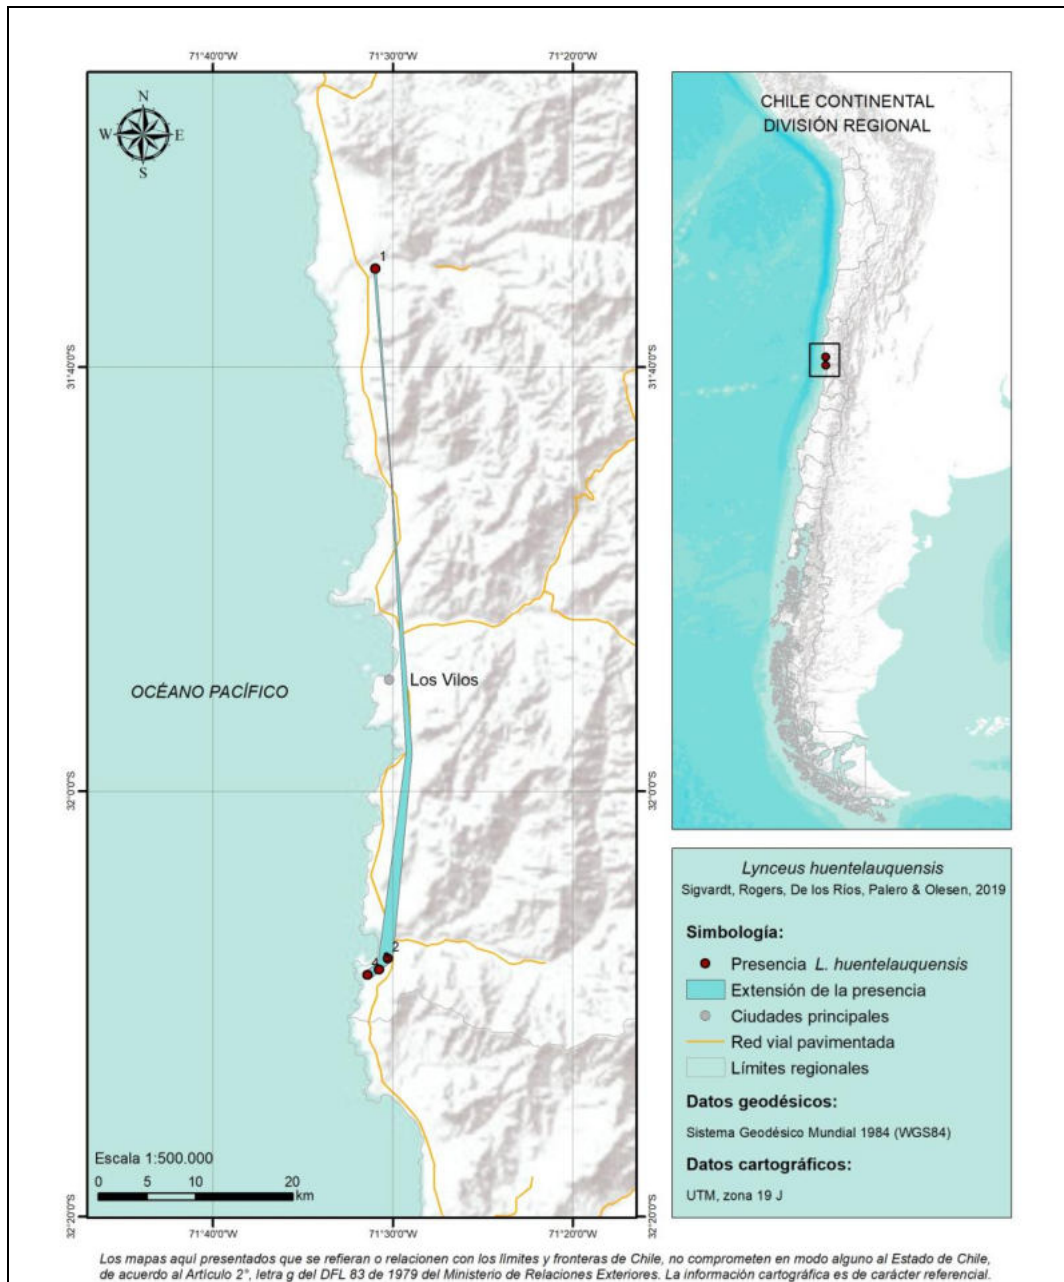 71°40'0"W
71°30'0"W
71°20'0"W
N
W
E
S
1
31°40'0"S
31°40'0"S
Los Vilos
OCÉANO PACÍFICO
32°0'0"S
32°0'0"S
2
4
Escala 1:500.000
0
5
10
20
km
32°20'0"S
32°20'0"S
71°40'0"W
71°30'0"W
71°20'0"W
CHILE CONTINENTAL
DIVISIÓN REGIONAL
Lynceus huentelauquensis
Sigvardt, Rogers, De los Ríos, Palero & Olesen, 2019
Simbología:
Presencia L. huentelauquensis
Extensión de la presencia
Ciudades principales
Red vial pavimentada
Límites regionales
Datos geodésicos:
Sistema Geodésico Mundial 1984 (WGS84)
Datos cartográficos:
UTM, zona 19 J
Los mapas aquí presentados que se refieran o relacionen con los límites y fronteras de Chile, no comprometen en modo alguno al Estado de Chile,
de acuerdo al Artículo 2°, letra g del DFL 83 de 1979 del Ministerio de Relaciones Exteriores. La información cartográfica es de carácter referencial.